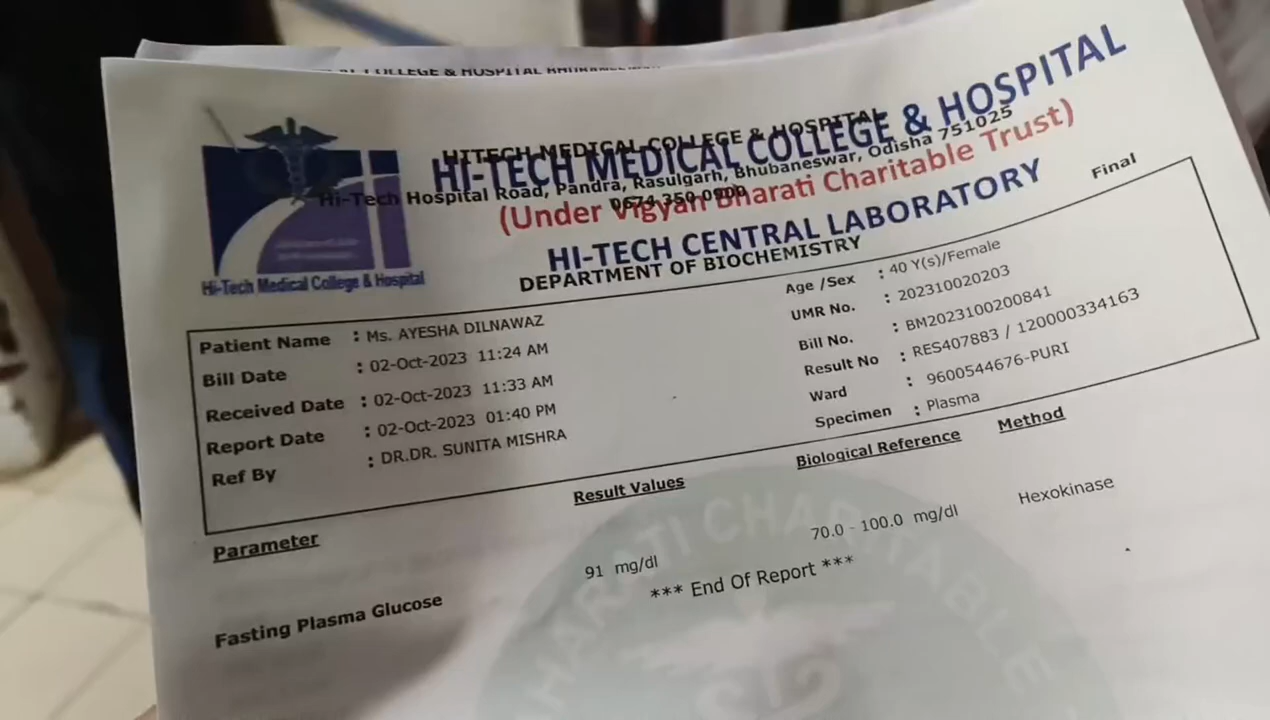 COLLEGE & HOSPITAL
HITECH MEDICAL COLLEGE & HOSPITAL
HI-TECH MEDICAL COLLEGE & HOSPITAL
Hi-Tech Hospital Road, Pandra, Rasulgarh, Bhubaneswar, Odisha 751025
0674 350 0900
(Under Vigyan Bharati Charitable Trust)
HI-TECH CENTRAL LABORATORY
Final
Hi-Tech Medical College & Hospital
DEPARTMENT OF BIOCHEMISTRY
Patient Name : Ms. AYESHA DILNAWAZ
Age /Sex : 40 Y(s)/Female
Bill Date : 02-Oct-2023 11:24 AM
UMR No. : 202310020203
Received Date : 02-Oct-2023 11:33 AM
Bill No. : BM2023100200841
Report Date : 02-Oct-2023 01:40 PM
Result No : RES407883 / 120000334163
Ref By : DR.DR. SUNITA MISHRA
Ward : 9600544676-PURI
Specimen : Plasma
Parameter Result Values Biological Reference Method
Fasting Plasma Glucose 91 mg/dl 70.0 - 100.0 mg/dl Hexokinase
*** End Of Report ***
HARATI CHARITABLE